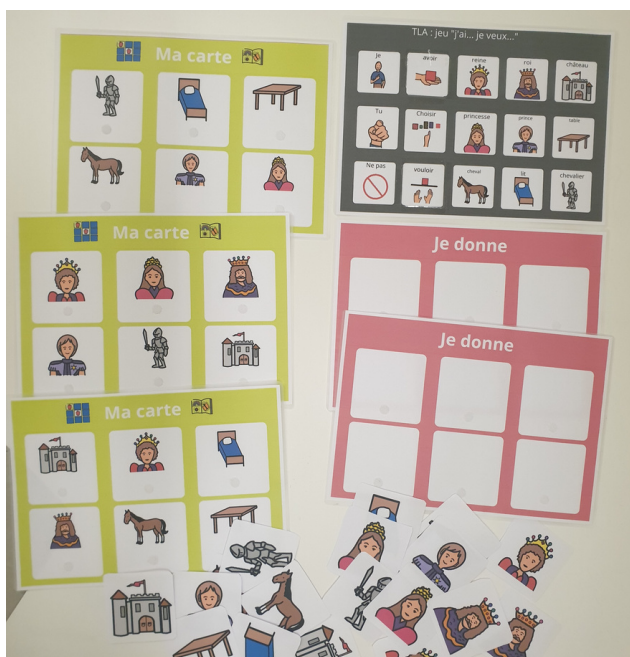 Ma carte
TLA : jeu "j'ai... je veux..."
je
avoir
reine
roi
château
Tu
Choisir
princesse
prince
table
Ne pas
vouloir
cheval
lit
chevalier
Ma carte
Je donne
Je donne
Ma carte